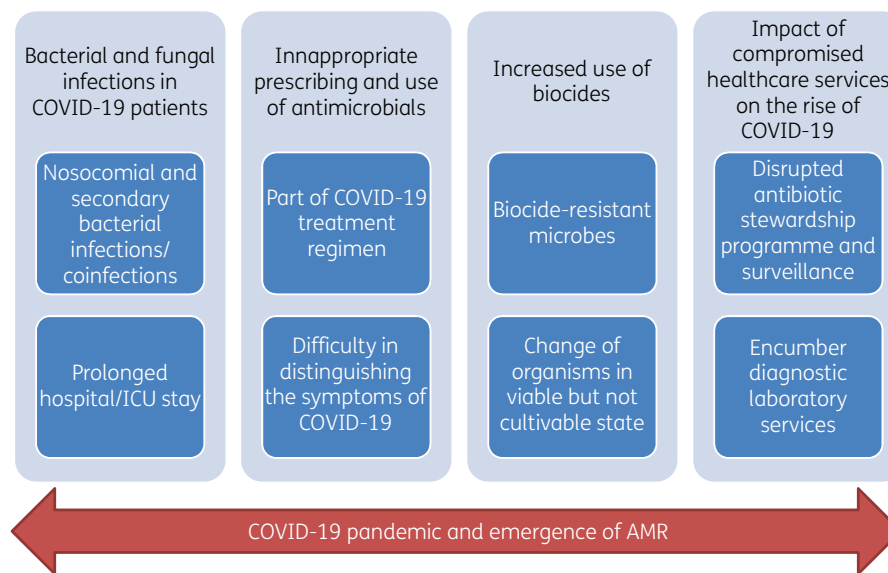 Bacterial and fungal
infections in
COVID-19 patients
Nosocomial and
secondary
bacterial
infections/
coinfections
Prolonged
hospital/ICU stay
Innappropriate
prescribing and use
of antimicrobials
Part of COVID-19
treatment
regimen
Difficulty in
distinguishing
the symptoms of
COVID-19
Increased use of
biocides
Biocide-resistant
microbes
Change of
organisms in
viable but not
cultivable state
Impact of
compromised
healthcare services
on the rise of
COVID-19
Disrupted
antibiotic
stewardship
programme and
surveillance
Encumber
diagnostic
laboratory
services
COVID-19 pandemic and emergence of AMR